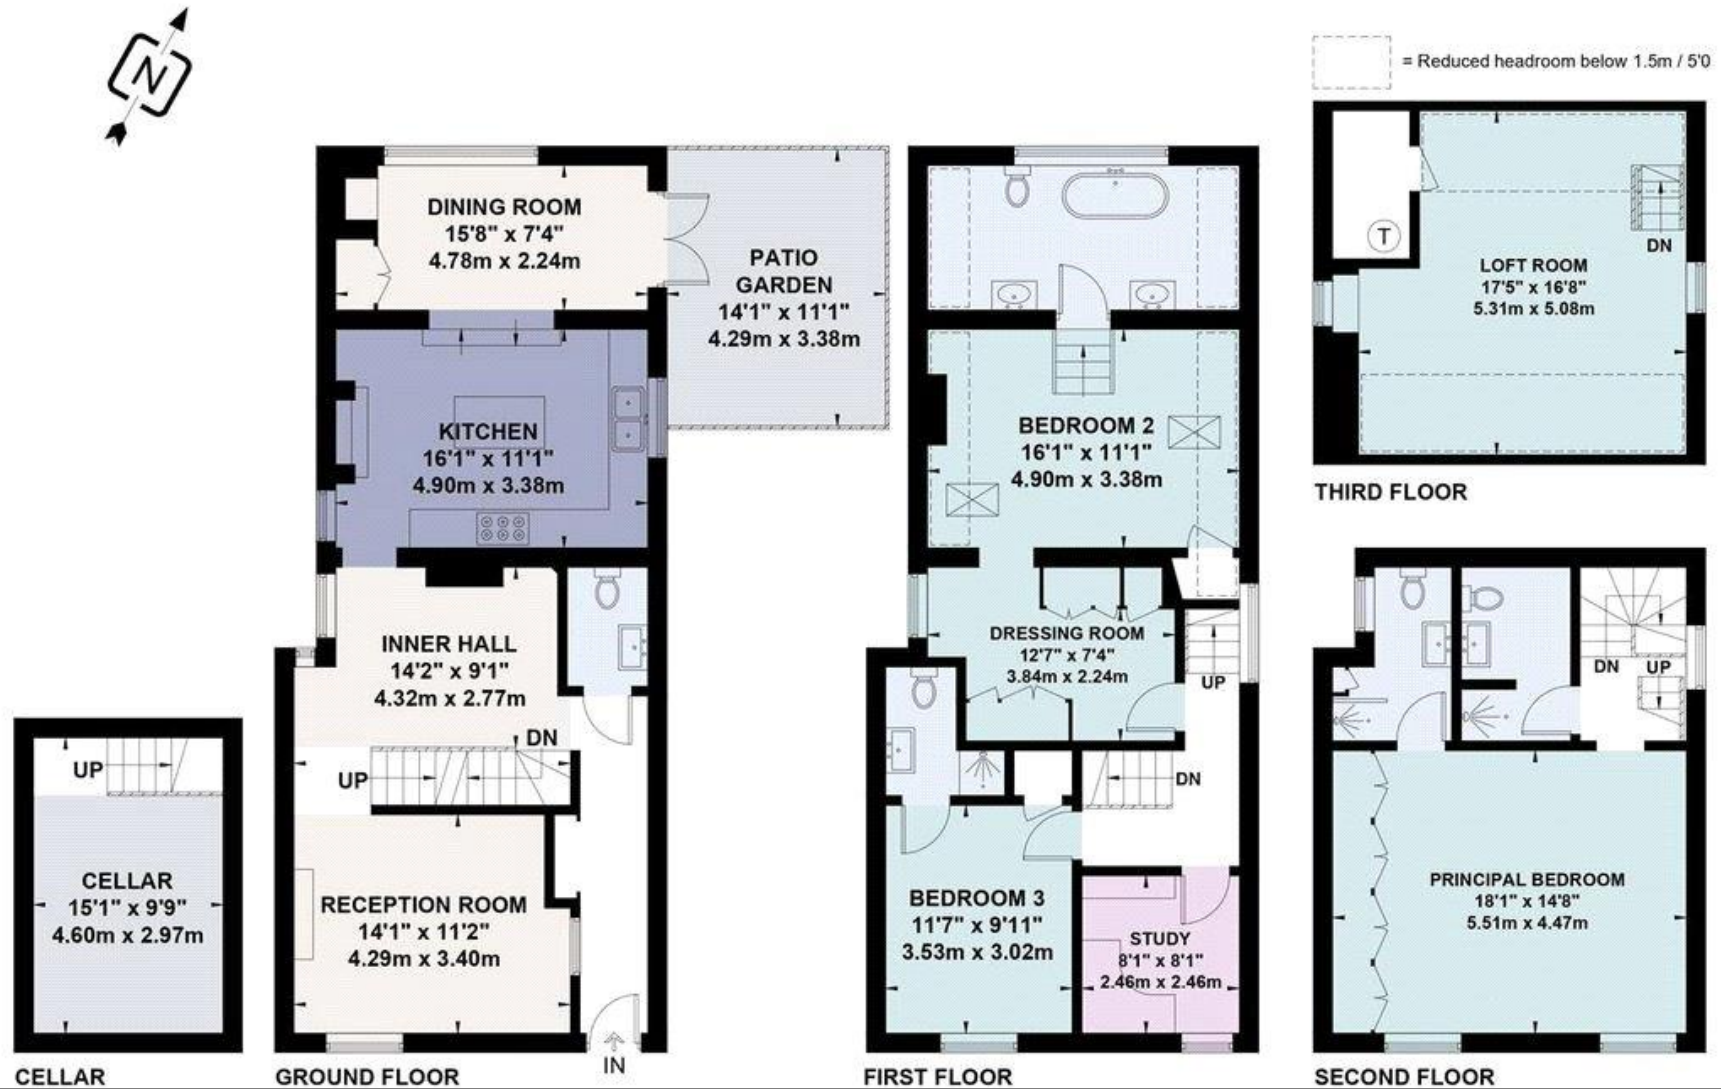 N
= Reduced headroom below 1.5m / 5'0
DINING ROOM
15'8" x 7'4"
4.78m x 2.24m
PATIO
GARDEN
14'1" x 11'1"
4.29m x 3.38m
KITCHEN
16'1" x 11'1"
4.90m x 3.38m
INNER HALL
14'2" x 9'1"
4.32m x 2.77m
DN
UP
RECEPTION ROOM
14'1" x 11'2"
4.29m x 3.40m
IN
GROUND FLOOR
UP
CELLAR
15'1" x 9'9"
4.60m x 2.97m
CELLAR
BEDROOM 2
16'1" x 11'1"
4.90m x 3.38m
DRESSING ROOM
12'7" x 7'4"
3.84m x 2.24m
UP
DN
BEDROOM 3
11'7" x 9'11"
3.53m x 3.02m
STUDY
8'1" x 8'1"
2.46m x 2.46m
FIRST FLOOR
T
DN
LOFT ROOM
17'5" x 16'8"
5.31m x 5.08m
THIRD FLOOR
DN
UP
PRINCIPAL BEDROOM
18'1" x 14'8"
5.51m x 4.47m
SECOND FLOOR